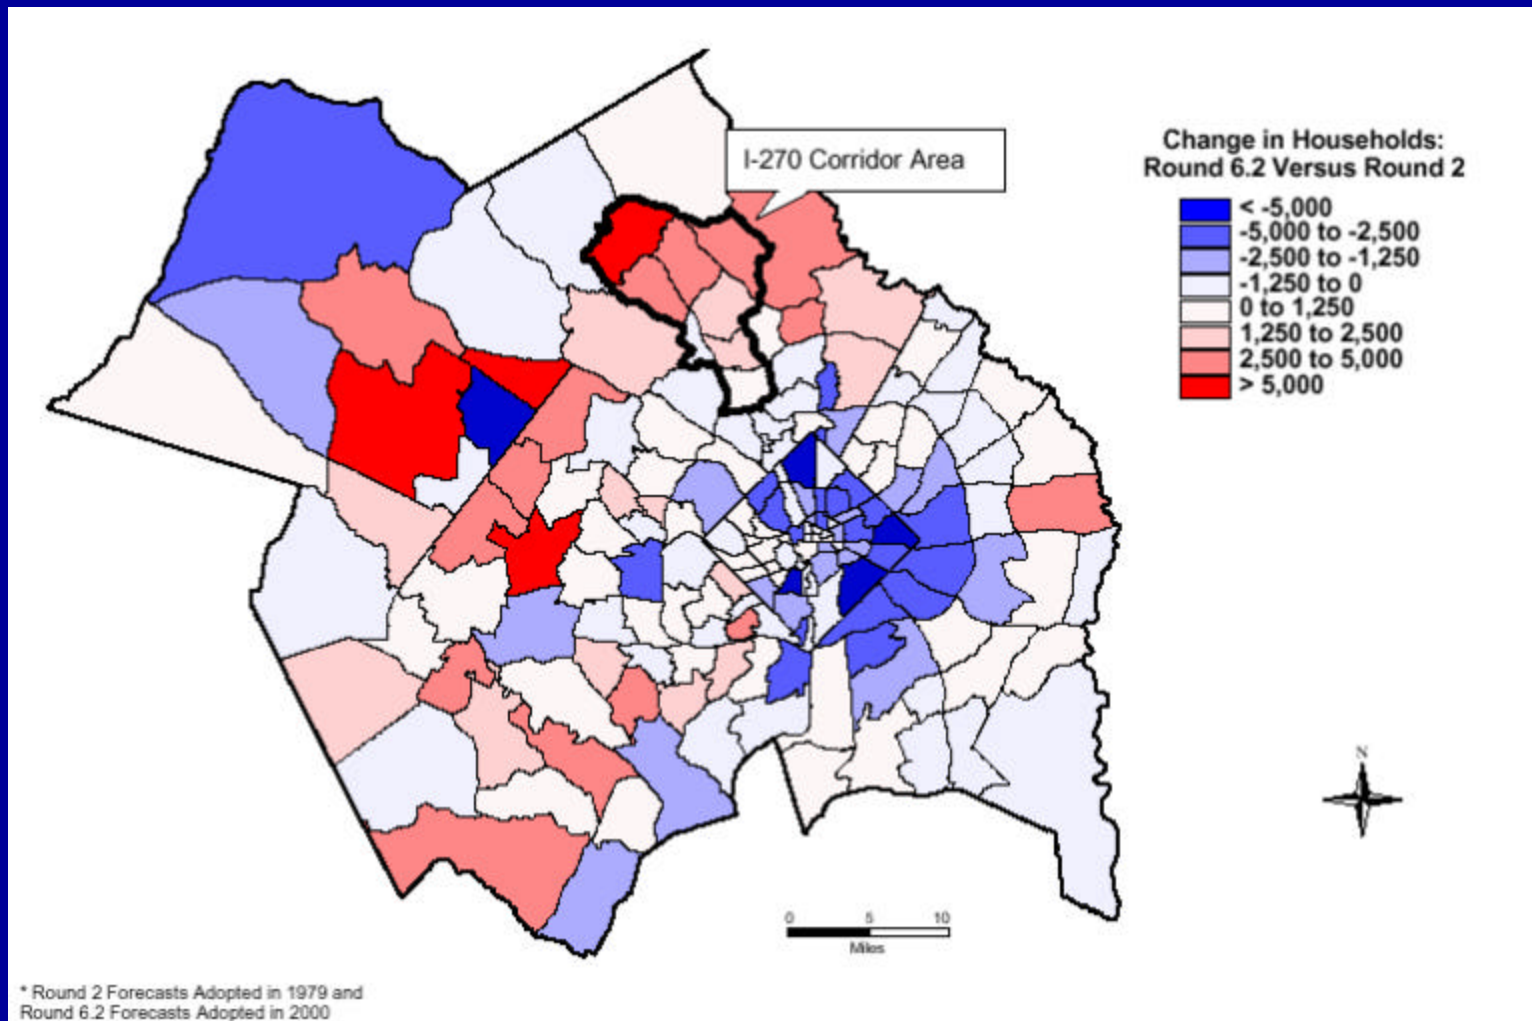 I-270 Corridor Area
Change in Households:
Round 6.2 Versus Round 2
< -5,000
-5,000 to -2,500
-2,500 to -1,250
-1,250 to 0
0 to 1,250
1,250 to 2,500
2,500 to 5,000
> 5,000
N
0 5 10
Miles
* Round 2 Forecasts Adopted in 1979 and
Round 6.2 Forecasts Adopted in 2000